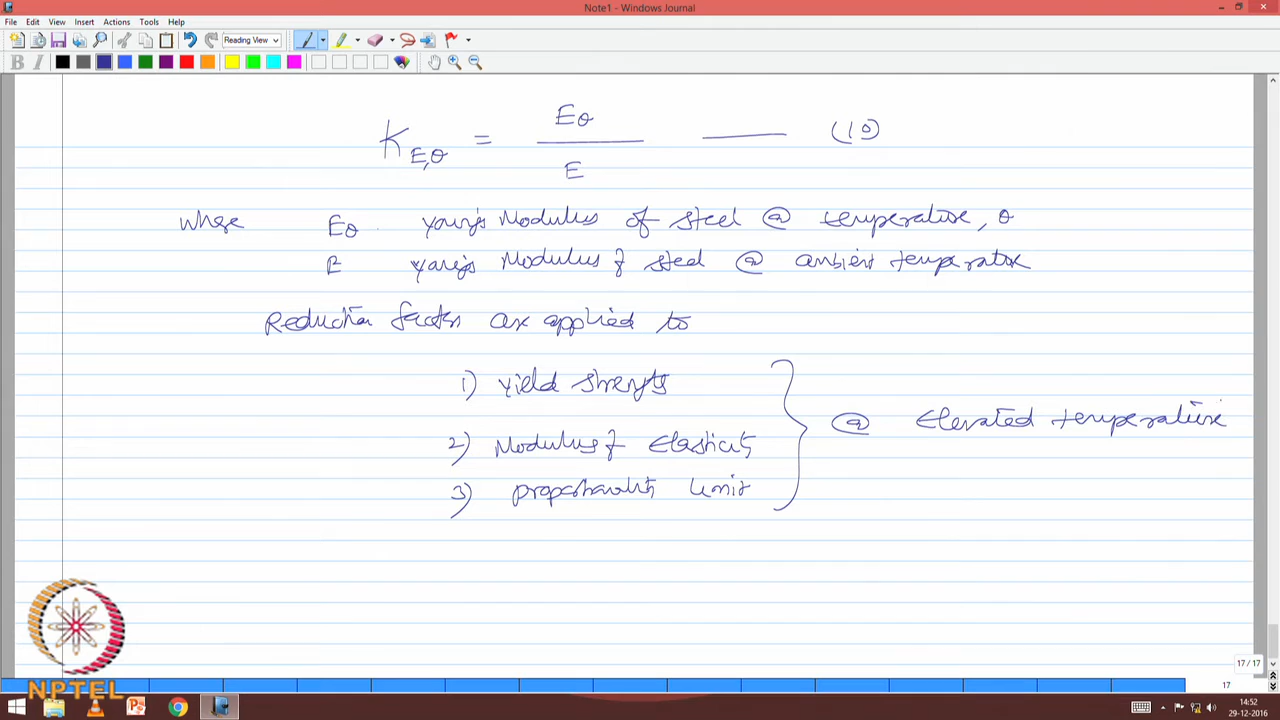 Note1 - Windows Journal
File Edit View Insert Actions Tools Help
Reading View
K E,θ = Eθ / E —— (10)
where Eθ Young's Modulus of steel @ temperature, θ
E Young's Modulus of steel @ ambient temperature
Reduction factors are applied to
1) yield strength
2) Modulus of Elasticity
3) proportionality limit
@ Elevated temperature
17 / 17
17
NPTEL
14:52
29-12-2016